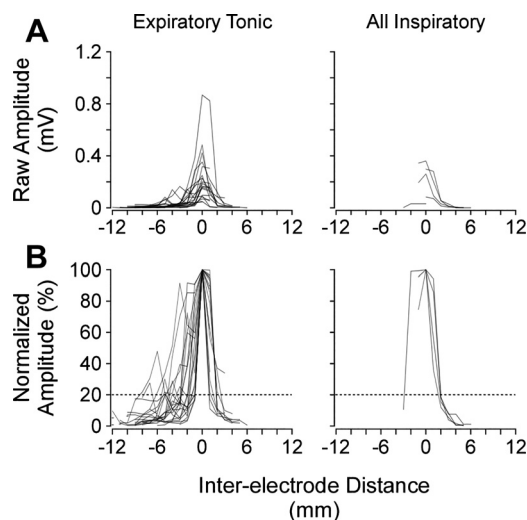 A
Expiratory Tonic
All Inspiratory
Raw Amplitude
(mV)
1.2
0.8
0.4
0
-12 -6 0 6 12
-12 -6 0 6 12
B
Normalized
Amplitude (%)
100
80
60
40
20
0
-12 -6 0 6 12
-12 -6 0 6 12
Inter-electrode Distance
(mm)